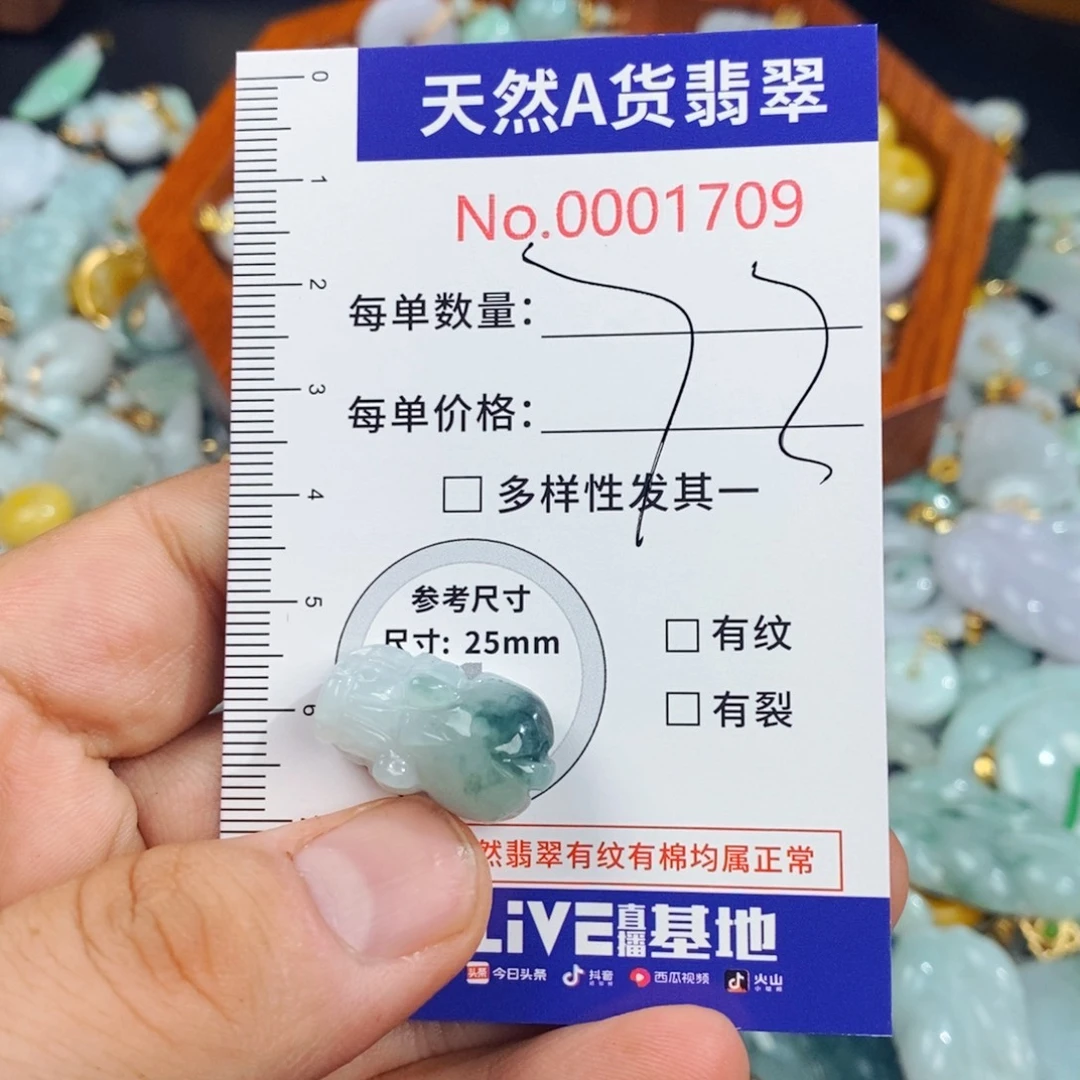 天然A货翡翠
No.0001709
每单数量：
每单价格：
□ 多样性发其一
参考尺寸
尺寸: 25mm
□ 有纹
□ 有裂
然翡翠有纹有棉均属正常
LiVE直播基地
头条 今日头条 抖音 西瓜视频 火山
0
1
2
3
4
5
6